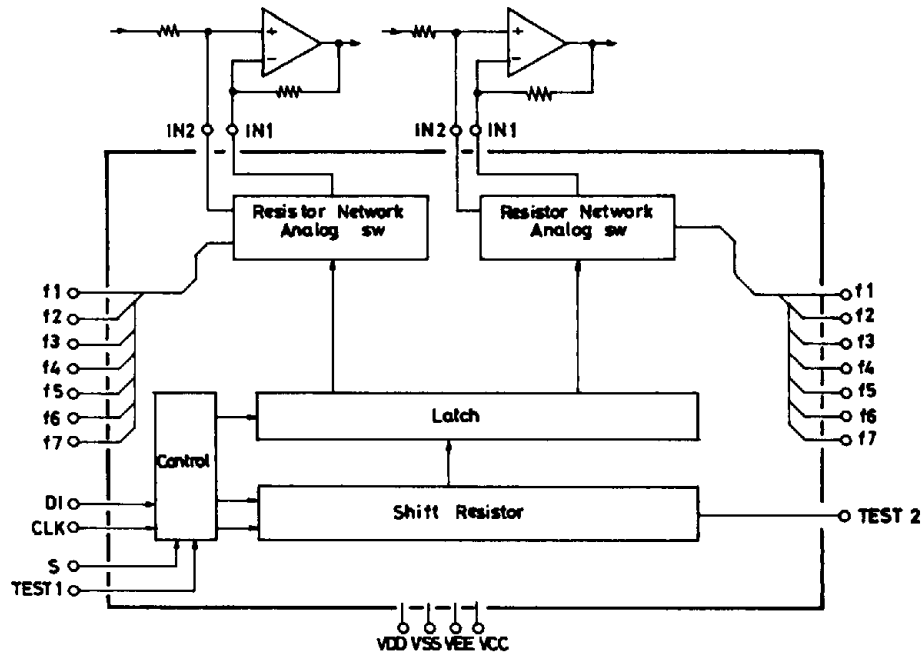 +
−
+
−
IN2 IN1
IN2 IN1
Resistor Network
Analog sw
Resistor Network
Analog sw
f1
f2
f3
f4
f5
f6
f7
f1
f2
f3
f4
f5
f6
f7
Latch
Control
DI
CLK
Shift Resistor
TEST 2
S
TEST1
VDD VSS VEE VCC